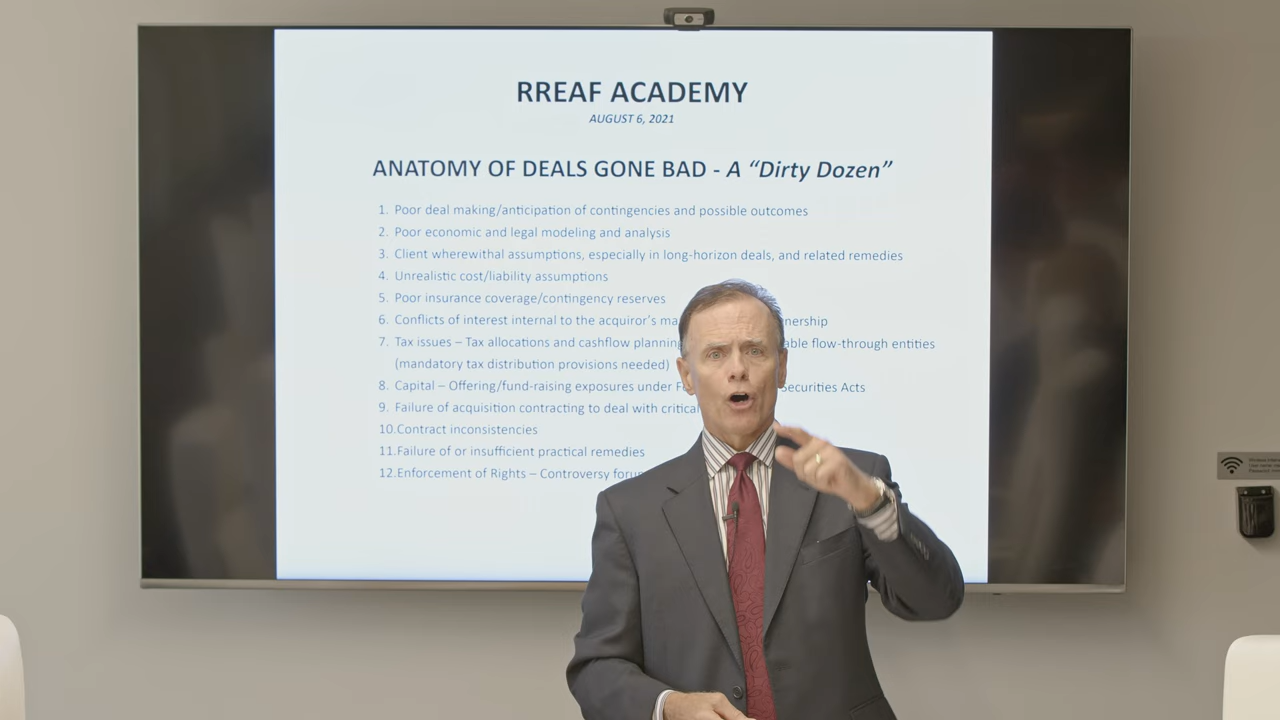 RREAF ACADEMY
AUGUST 6, 2021
ANATOMY OF DEALS GONE BAD - A “Dirty Dozen”
1. Poor deal making/anticipation of contingencies and possible outcomes
2. Poor economic and legal modeling and analysis
3. Client wherewithal assumptions, especially in long-horizon deals, and related remedies
4. Unrealistic cost/liability assumptions
5. Poor insurance coverage/contingency reserves
6. Conflicts of interest internal to the acquiror’s
7. Tax issues – Tax allocations and cashflow planning flow-through entities
(mandatory tax distribution provisions needed)
8. Capital – Offering/fund-raising exposures under Securities Acts
9. Failure of acquisition contracting to deal with critical
10.Contract inconsistencies
11.Failure of or insufficient practical remedies
12.Enforcement of Rights – Controversy